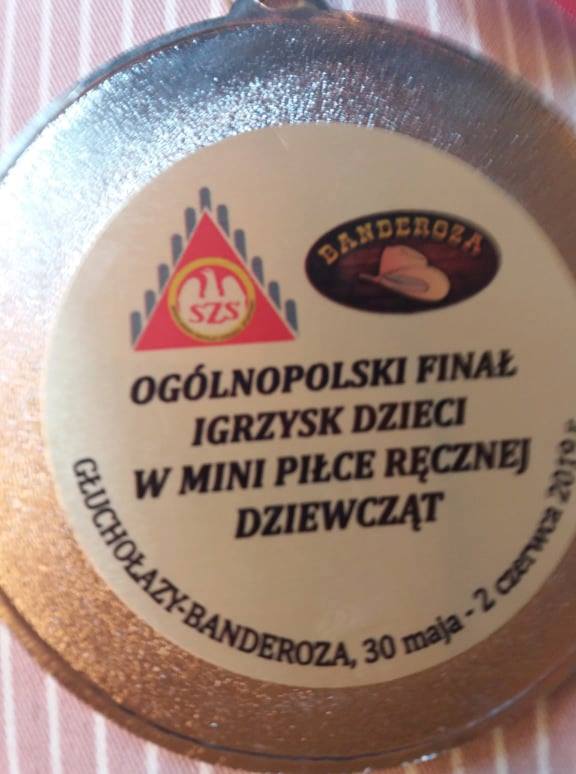 SZS
BANDEROZA
OGÓLNOPOLSKI FINAŁ
IGRZYSK DZIECI
W MINI PIŁCE RĘCZNEJ
DZIEWCZĄT
GŁUCHOŁAZY-BANDEROZA, 30 maja - 2 czerwca 2019 r.